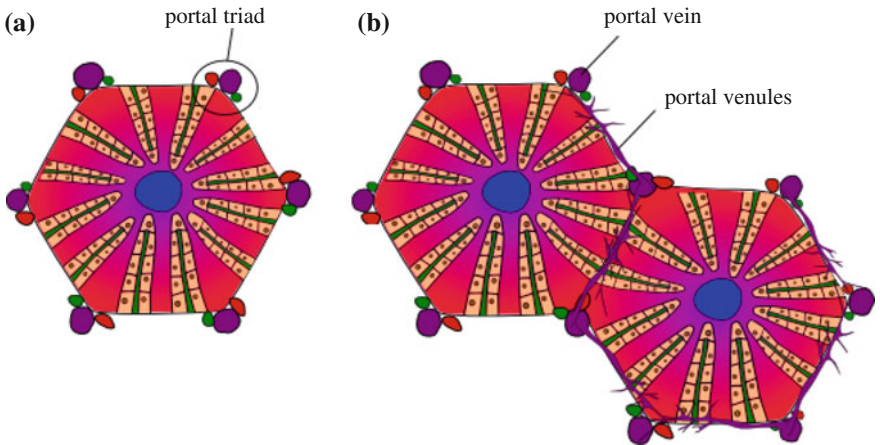 (a)
portal triad
(b)
portal vein
portal venules